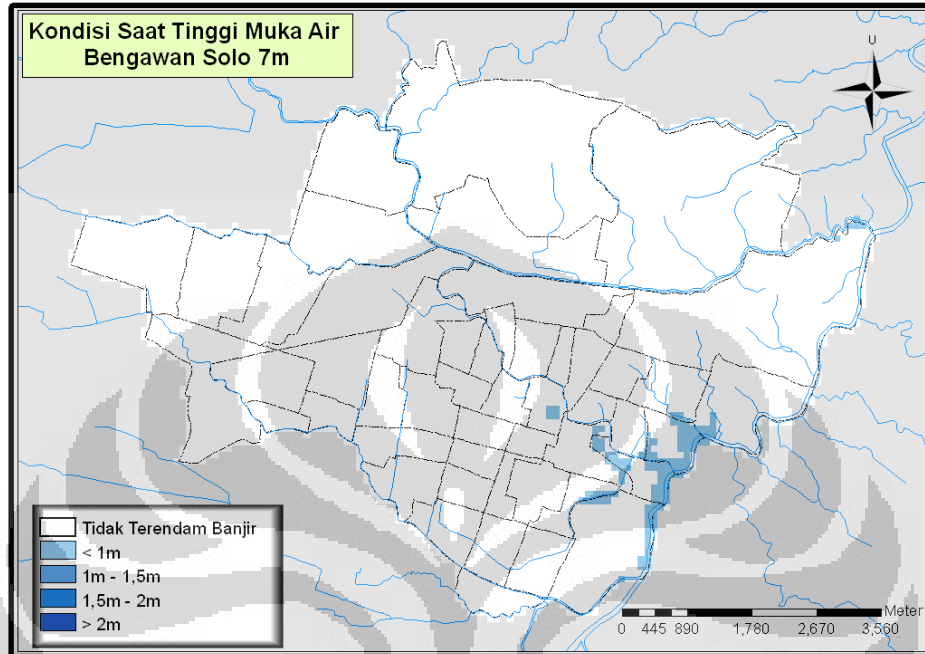 Kondisi Saat Tinggi Muka Air
Bengawan Solo 7m
U
Tidak Terendam Banjir
< 1m
1m - 1,5m
1,5m - 2m
> 2m
Meter
0 445 890 1,780 2,670 3,560